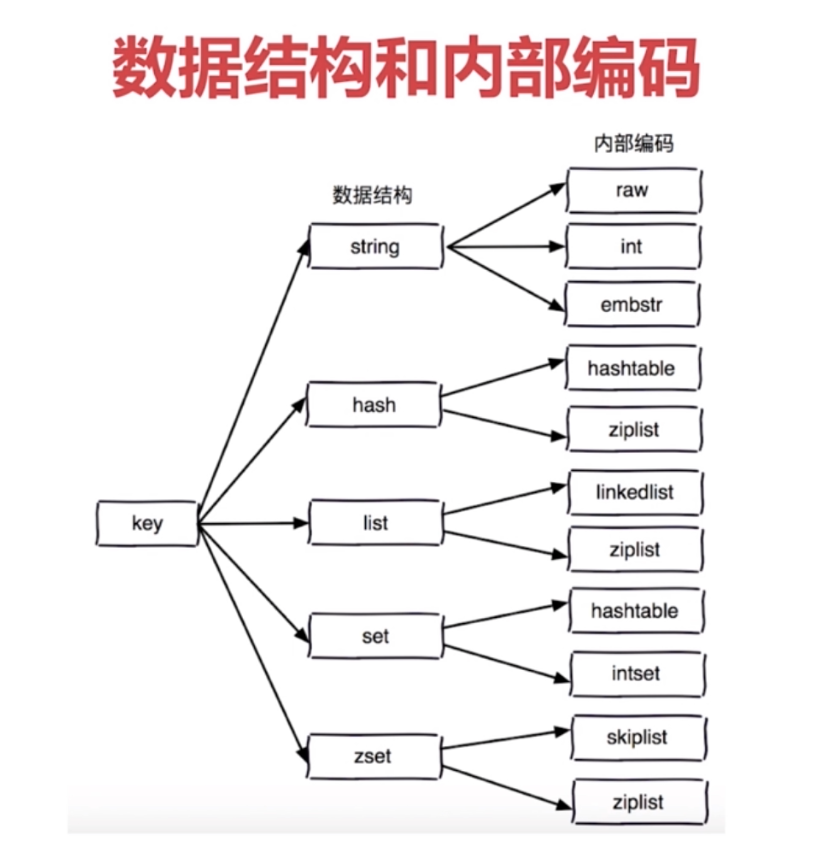 数据结构和内部编码
内部编码
数据结构
raw
string
int
embstr
hashtable
hash
ziplist
linkedlist
key
list
ziplist
hashtable
set
intset
skiplist
zset
ziplist